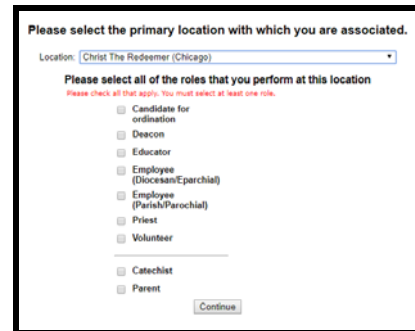 Please select the primary location with which you are associated.
Location: Christ The Redeemer (Chicago)
Please select all of the roles that you perform at this location
Please check all that apply. You must select at least one role.
Candidate for
ordination
Deacon
Educator
Employee
(Diocesan/Eparchial)
Employee
(Parish/Parochial)
Priest
Volunteer
Catechist
Parent
Continue